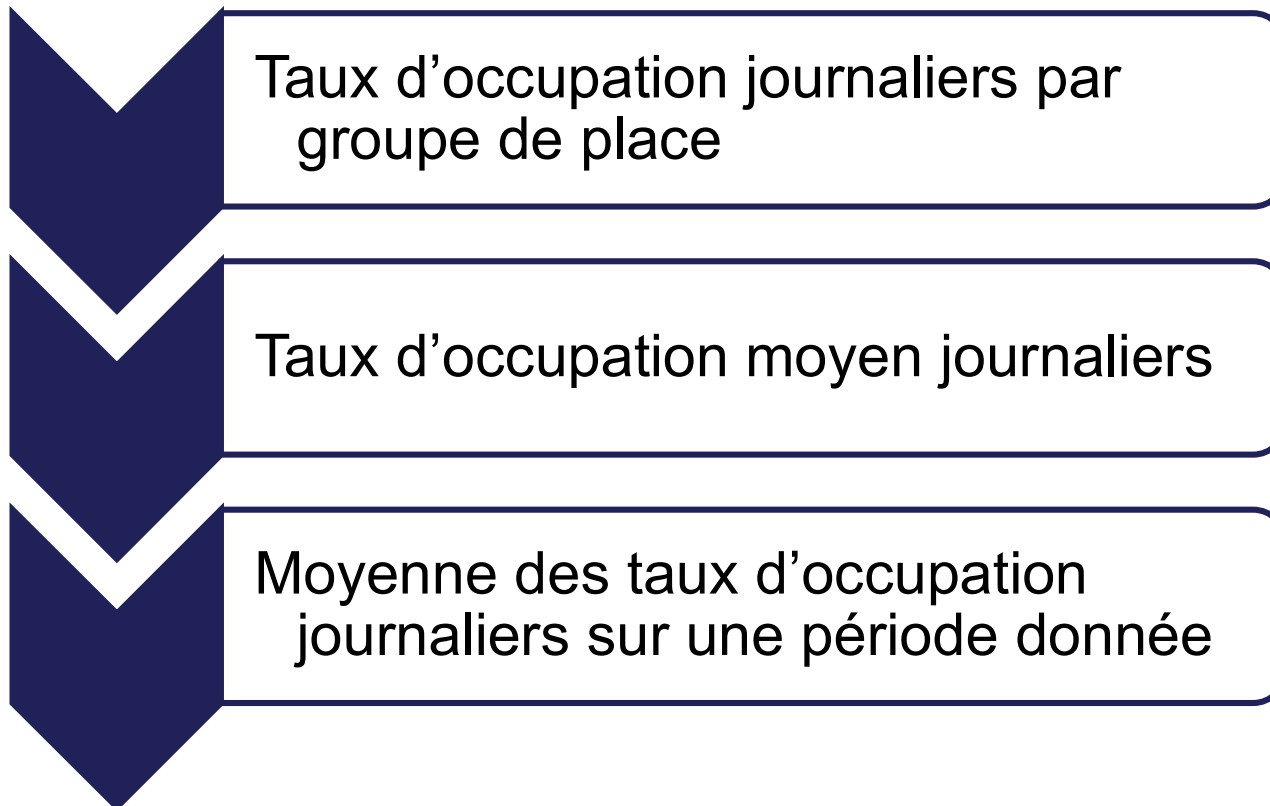 Taux d’occupation journaliers par
groupe de place
Taux d’occupation moyen journaliers
Moyenne des taux d’occupation
journaliers sur une période donnée